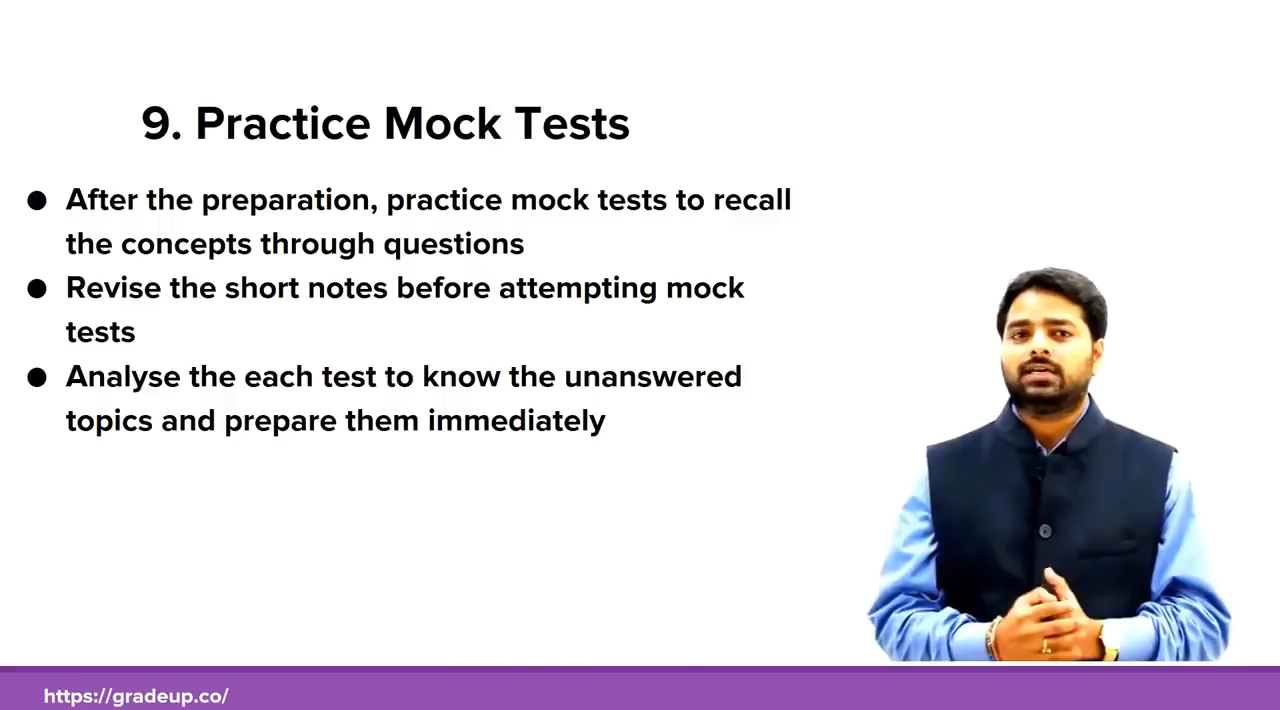 9. Practice Mock Tests
● After the preparation, practice mock tests to recall
the concepts through questions
● Revise the short notes before attempting mock
tests
● Analyse the each test to know the unanswered
topics and prepare them immediately
https://gradeup.co/